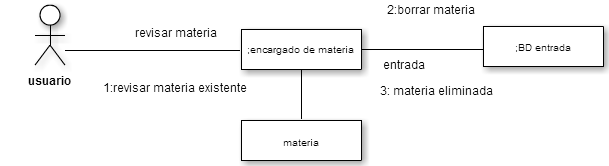 2:borrar materia
revisar materia
;encargado de materia
;BD entrada
entrada
usuario
1:revisar materia existente
3: materia eliminada
materia